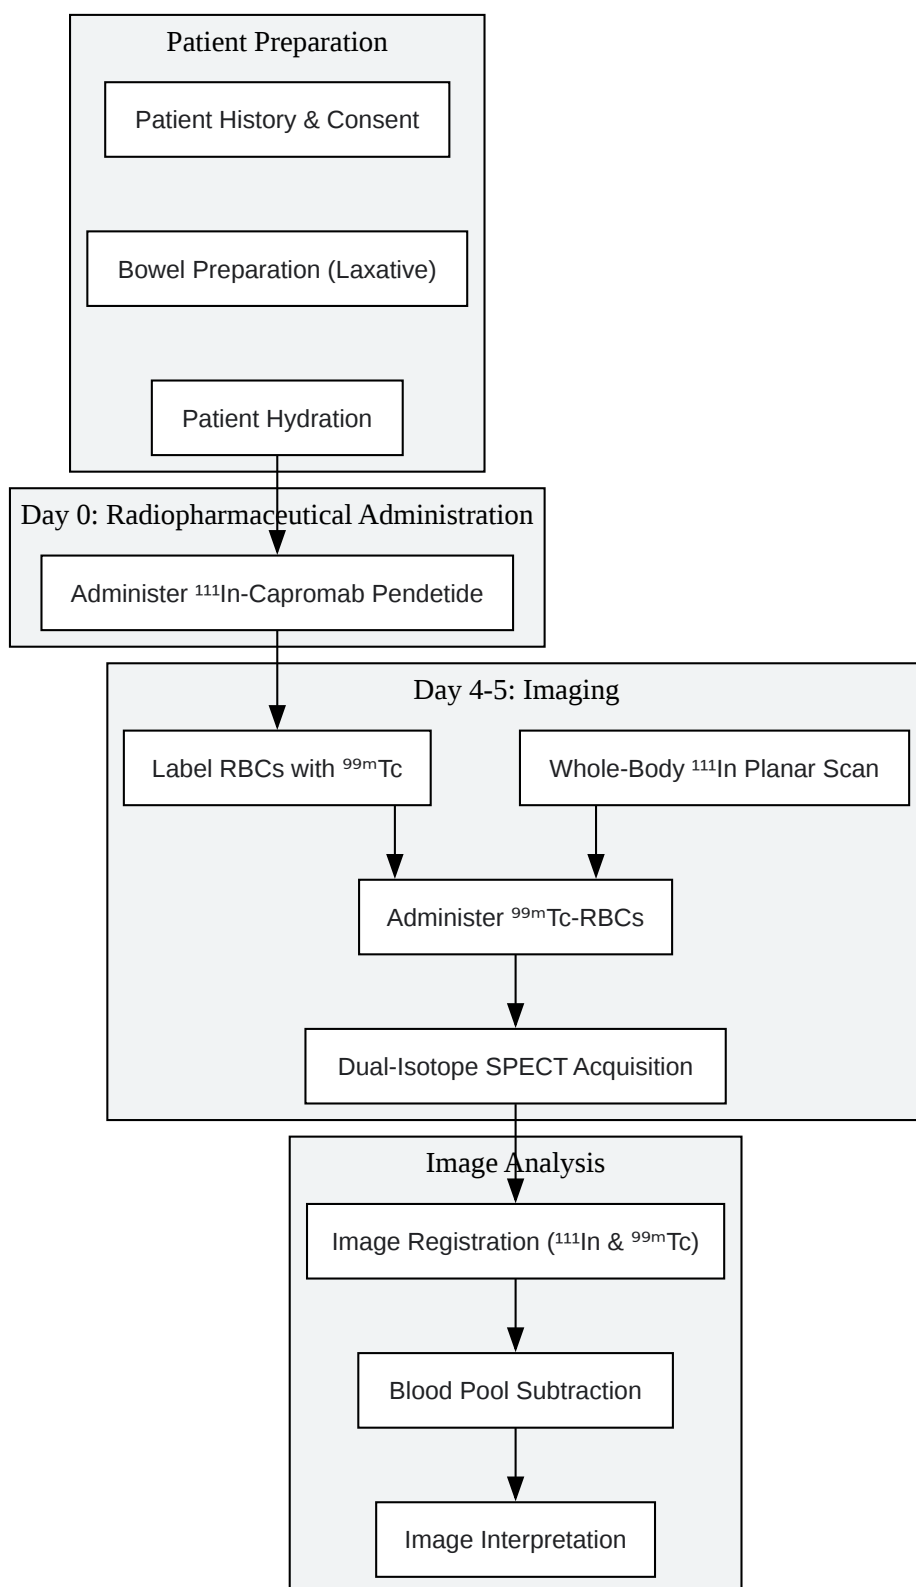 Patient Preparation
Patient History & Consent
Bowel Preparation (Laxative)
Patient Hydration
Day 0: Radiopharmaceutical Administration
Administer ¹¹¹In-Capromab Pendetide
Day 4-5: Imaging
Label RBCs with ⁹⁹ᵐTc
Whole-Body ¹¹¹In Planar Scan
Administer ⁹⁹ᵐTc-RBCs
Dual-Isotope SPECT Acquisition
Image Analysis
Image Registration (¹¹¹In & ⁹⁹ᵐTc)
Blood Pool Subtraction
Image Interpretation